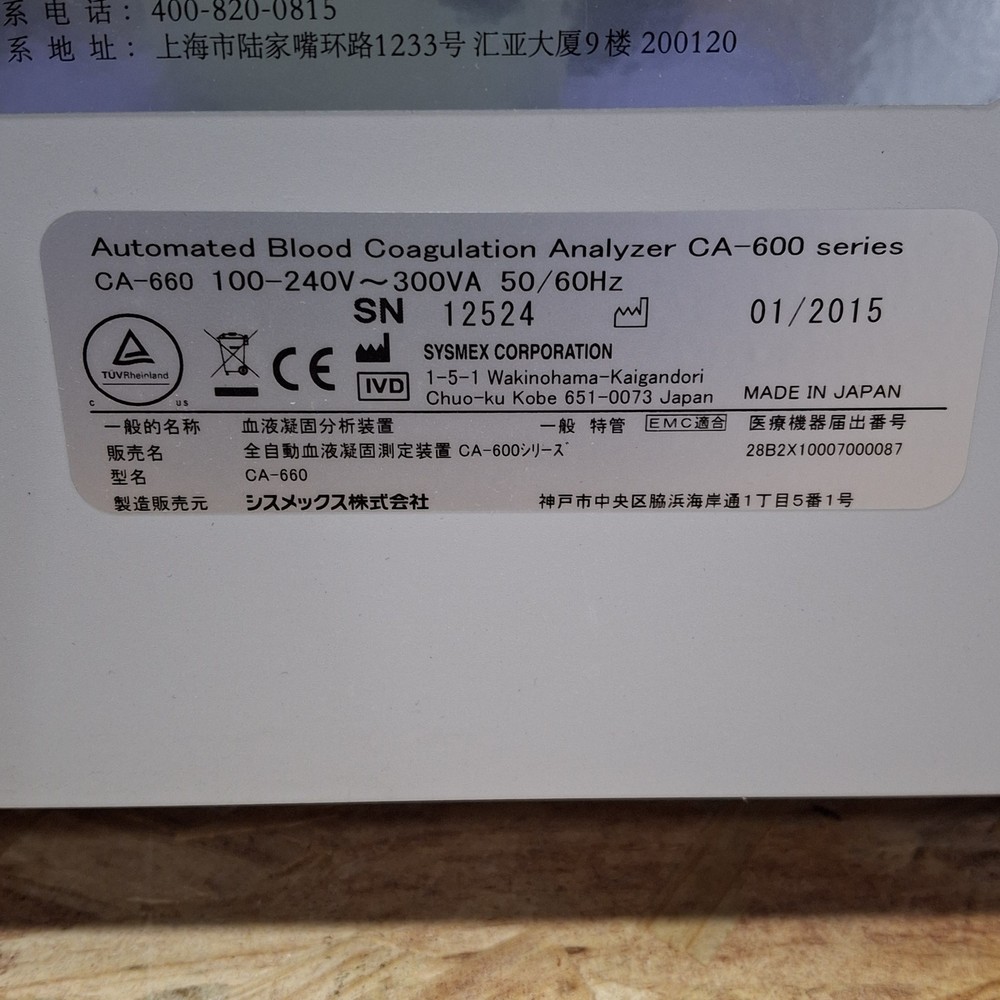 系电话：400-820-0815
系地址：上海市陆家嘴环路1233号 汇亚大厦9楼 200120
Automated Blood Coagulation Analyzer CA-600 series
CA-660 100-240V～300VA 50/60Hz
SN 12524 01/2015
TÜVRheinland
C US
CE
IVD
SYSMEX CORPORATION
1-5-1 Wakinohama-Kaigandori
Chuo-ku Kobe 651-0073 Japan
MADE IN JAPAN
一般的名称 血液凝固分析装置 一般 特管 EMC適合 医療機器届出番号
販売名 全自動血液凝固測定装置 CA-600シリーズ 28B2X10007000087
型名 CA-660
製造販売元 シスメックス株式会社 神戸市中央区脇浜海岸通1丁目5番1号